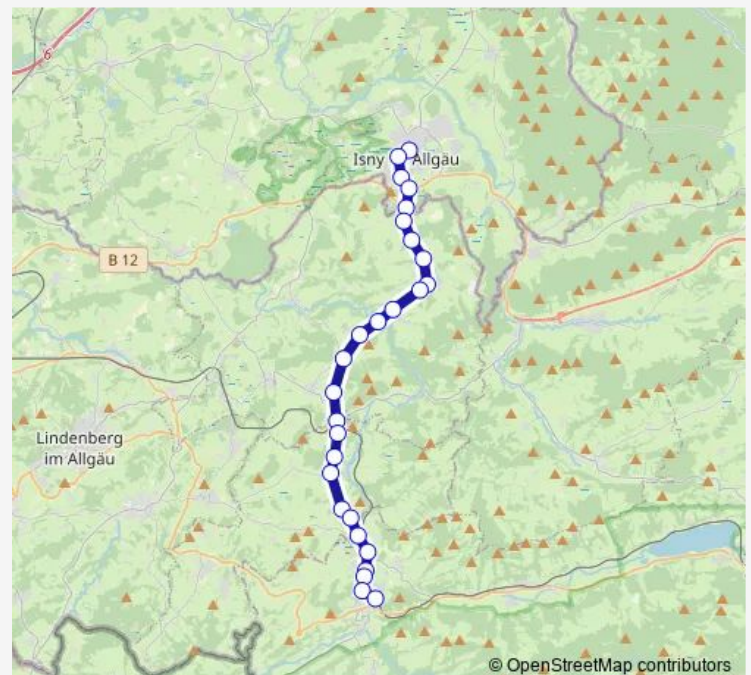 6
Isny Allgäu
B 12
Lindenberg
im Allgäu
© OpenStreetMap contributors